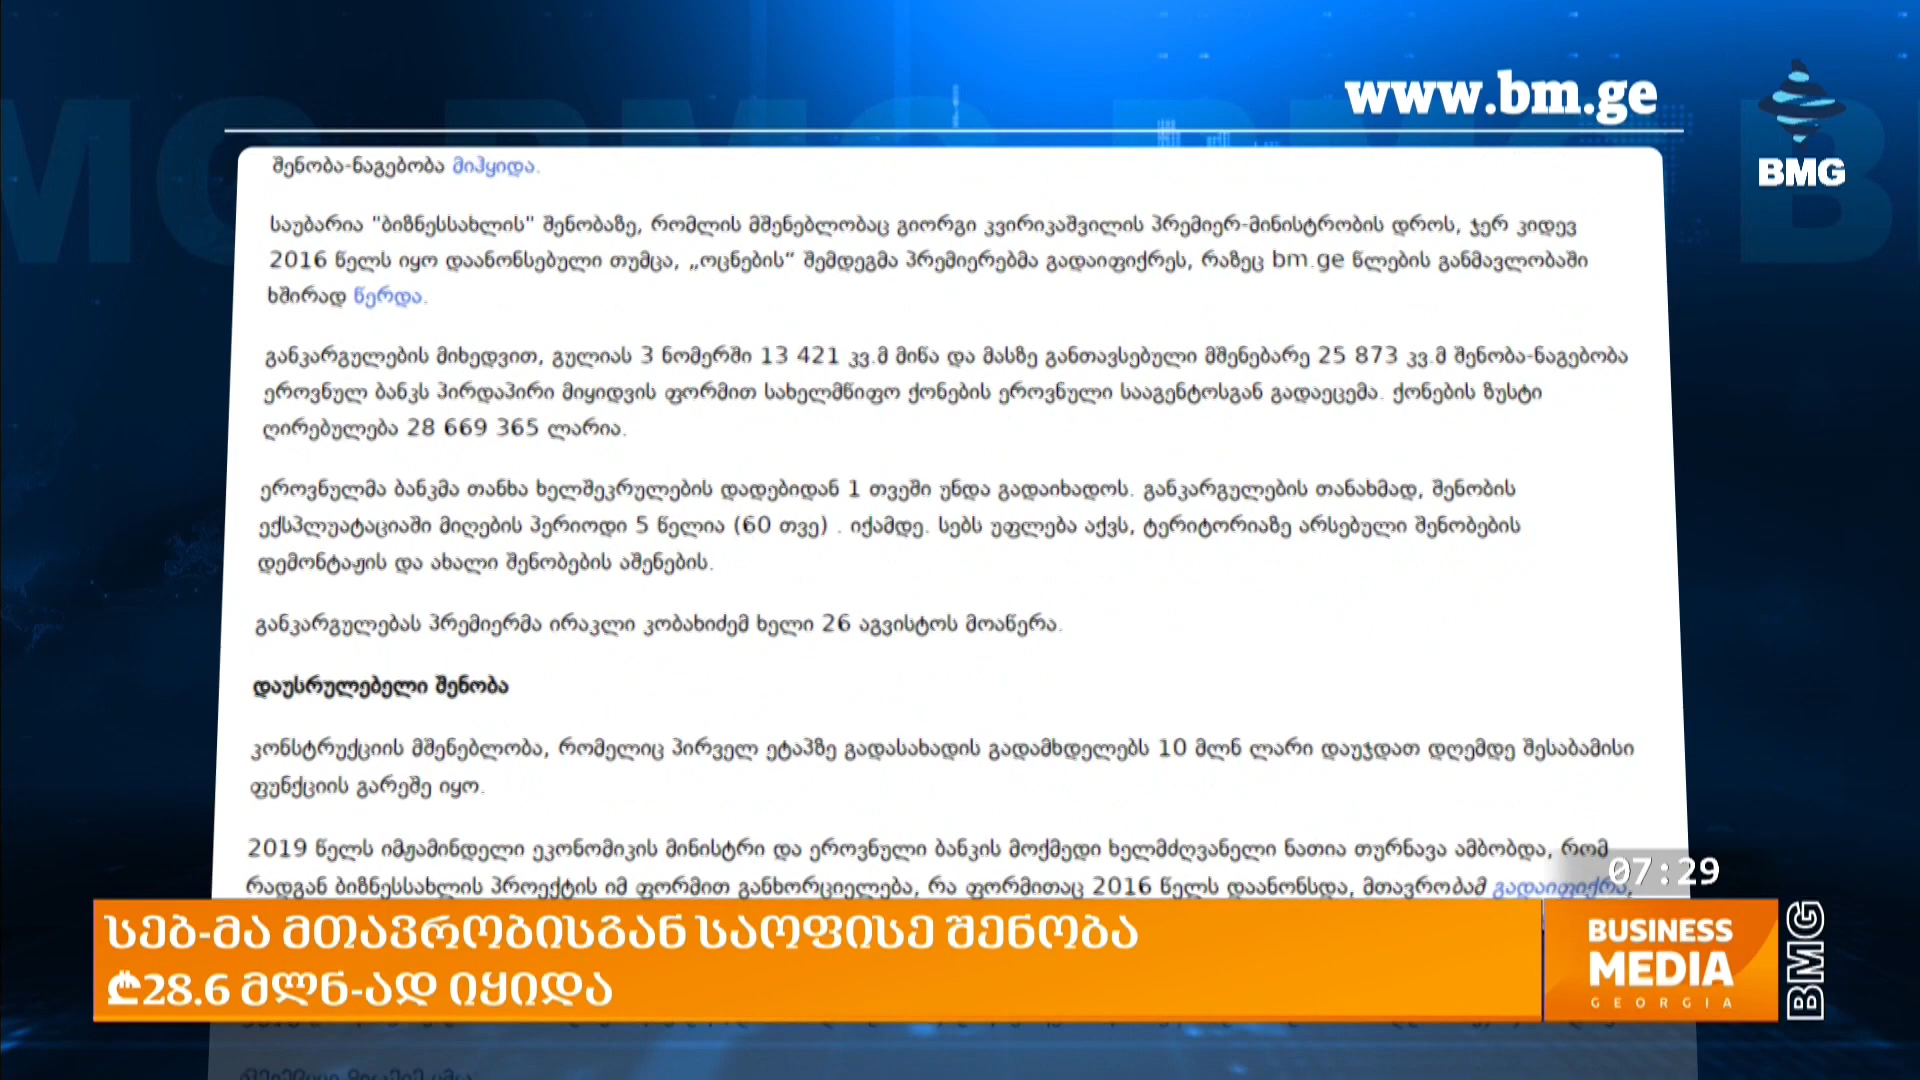 www.bm.ge
BMG
შენობა-ნაგებობა მიჰყიდა.
საუბარია "ბიზნესსახლის" შენობაზე, რომლის მშენებლობაც გიორგი კვირიკაშვილის პრემიერ-მინისტრობის დროს, ჯერ კიდევ
2016 წელს იყო დაანონსებული თუმცა, „ოცნების“ შემდეგმა პრემიერებმა გადაიფიქრეს, რაზეც bm.ge წლების განმავლობაში
ხშირად წერდა.
განკარგულების მიხედვით, გულიას 3 ნომერში 13 421 კვ.მ მიწა და მასზე განთავსებული მშენებარე 25 873 კვ.მ შენობა-ნაგებობა
ეროვნულ ბანკს პირდაპირი მიყიდვის ფორმით სახელმწიფო ქონების ეროვნული სააგენტოსგან გადაეცემა. ქონების ზუსტი
ღირებულება 28 669 365 ლარია.
ეროვნულმა ბანკმა თანხა ხელშეკრულების დადებიდან 1 თვეში უნდა გადაიხადოს. განკარგულების თანახმად, შენობის
ექსპლუატაციაში მიღების პერიოდი 5 წელია (60 თვე) . იქამდე. სებს უფლება აქვს, ტერიტორიაზე არსებული შენობების
დემონტაჟის და ახალი შენობების აშენების.
განკარგულებას პრემიერმა ირაკლი კობახიძემ ხელი 26 აგვისტოს მოაწერა.
დაუსრულებელი შენობა
კონსტრუქციის მშენებლობა, რომელიც პირველ ეტაპზე გადასახადის გადამხდელებს 10 მლნ ლარი დაუჯდათ დღემდე შესაბამისი
ფუნქციის გარეშე იყო.
2019 წელს იმჟამინდელი ეკონომიკის მინისტრი და ეროვნული ბანკის მოქმედი ხელმძღვანელი ნათია თურნავა ამბობდა, რომ
რადგან ბიზნესსახლის პროექტის იმ ფორმით განხორციელება, რა ფორმითაც 2016 წელს დაანონსდა, მთავრობამ გადაიფიქრა,
07:29
სებ-მა მთავრობისგან საოფისე შენობა
₾28.6 მლნ-ად იყიდა
BUSINESS
MEDIA
GEORGIA
BMG